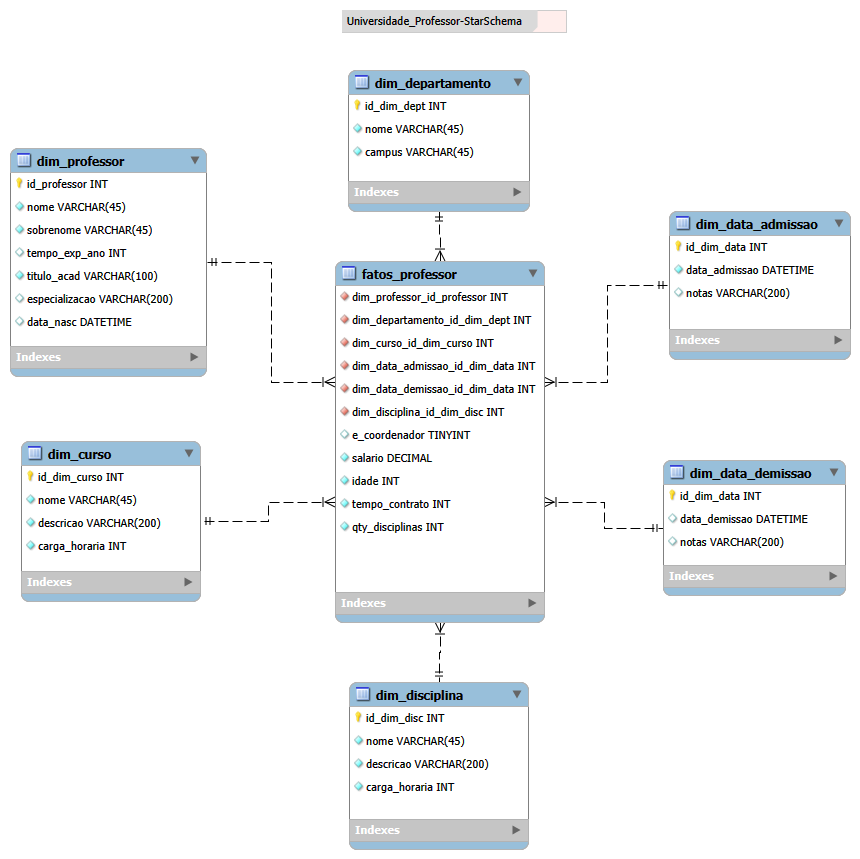 Universidade_Professor-StarSchema
dim_departamento
id_dim_dept INT
nome VARCHAR(45)
campus VARCHAR(45)
Indexes
dim_professor
id_professor INT
nome VARCHAR(45)
sobrenome VARCHAR(45)
tempo_exp_ano INT
titulo_acad VARCHAR(100)
especializacao VARCHAR(200)
data_nasc DATETIME
Indexes
dim_data_admissao
id_dim_data INT
data_admissao DATETIME
notas VARCHAR(200)
Indexes
fatos_professor
dim_professor_id_professor INT
dim_departamento_id_dim_dept INT
dim_curso_id_dim_curso INT
dim_data_admissao_id_dim_data INT
dim_data_demissao_id_dim_data INT
dim_disciplina_id_dim_disc INT
e_coordenador TINYINT
salario DECIMAL
idade INT
tempo_contrato INT
qty_disciplinas INT
Indexes
dim_curso
id_dim_curso INT
nome VARCHAR(45)
descricao VARCHAR(200)
carga_horaria INT
Indexes
dim_data_demissao
id_dim_data INT
data_demissao DATETIME
notas VARCHAR(200)
Indexes
dim_disciplina
id_dim_disc INT
nome VARCHAR(45)
descricao VARCHAR(200)
carga_horaria INT
Indexes